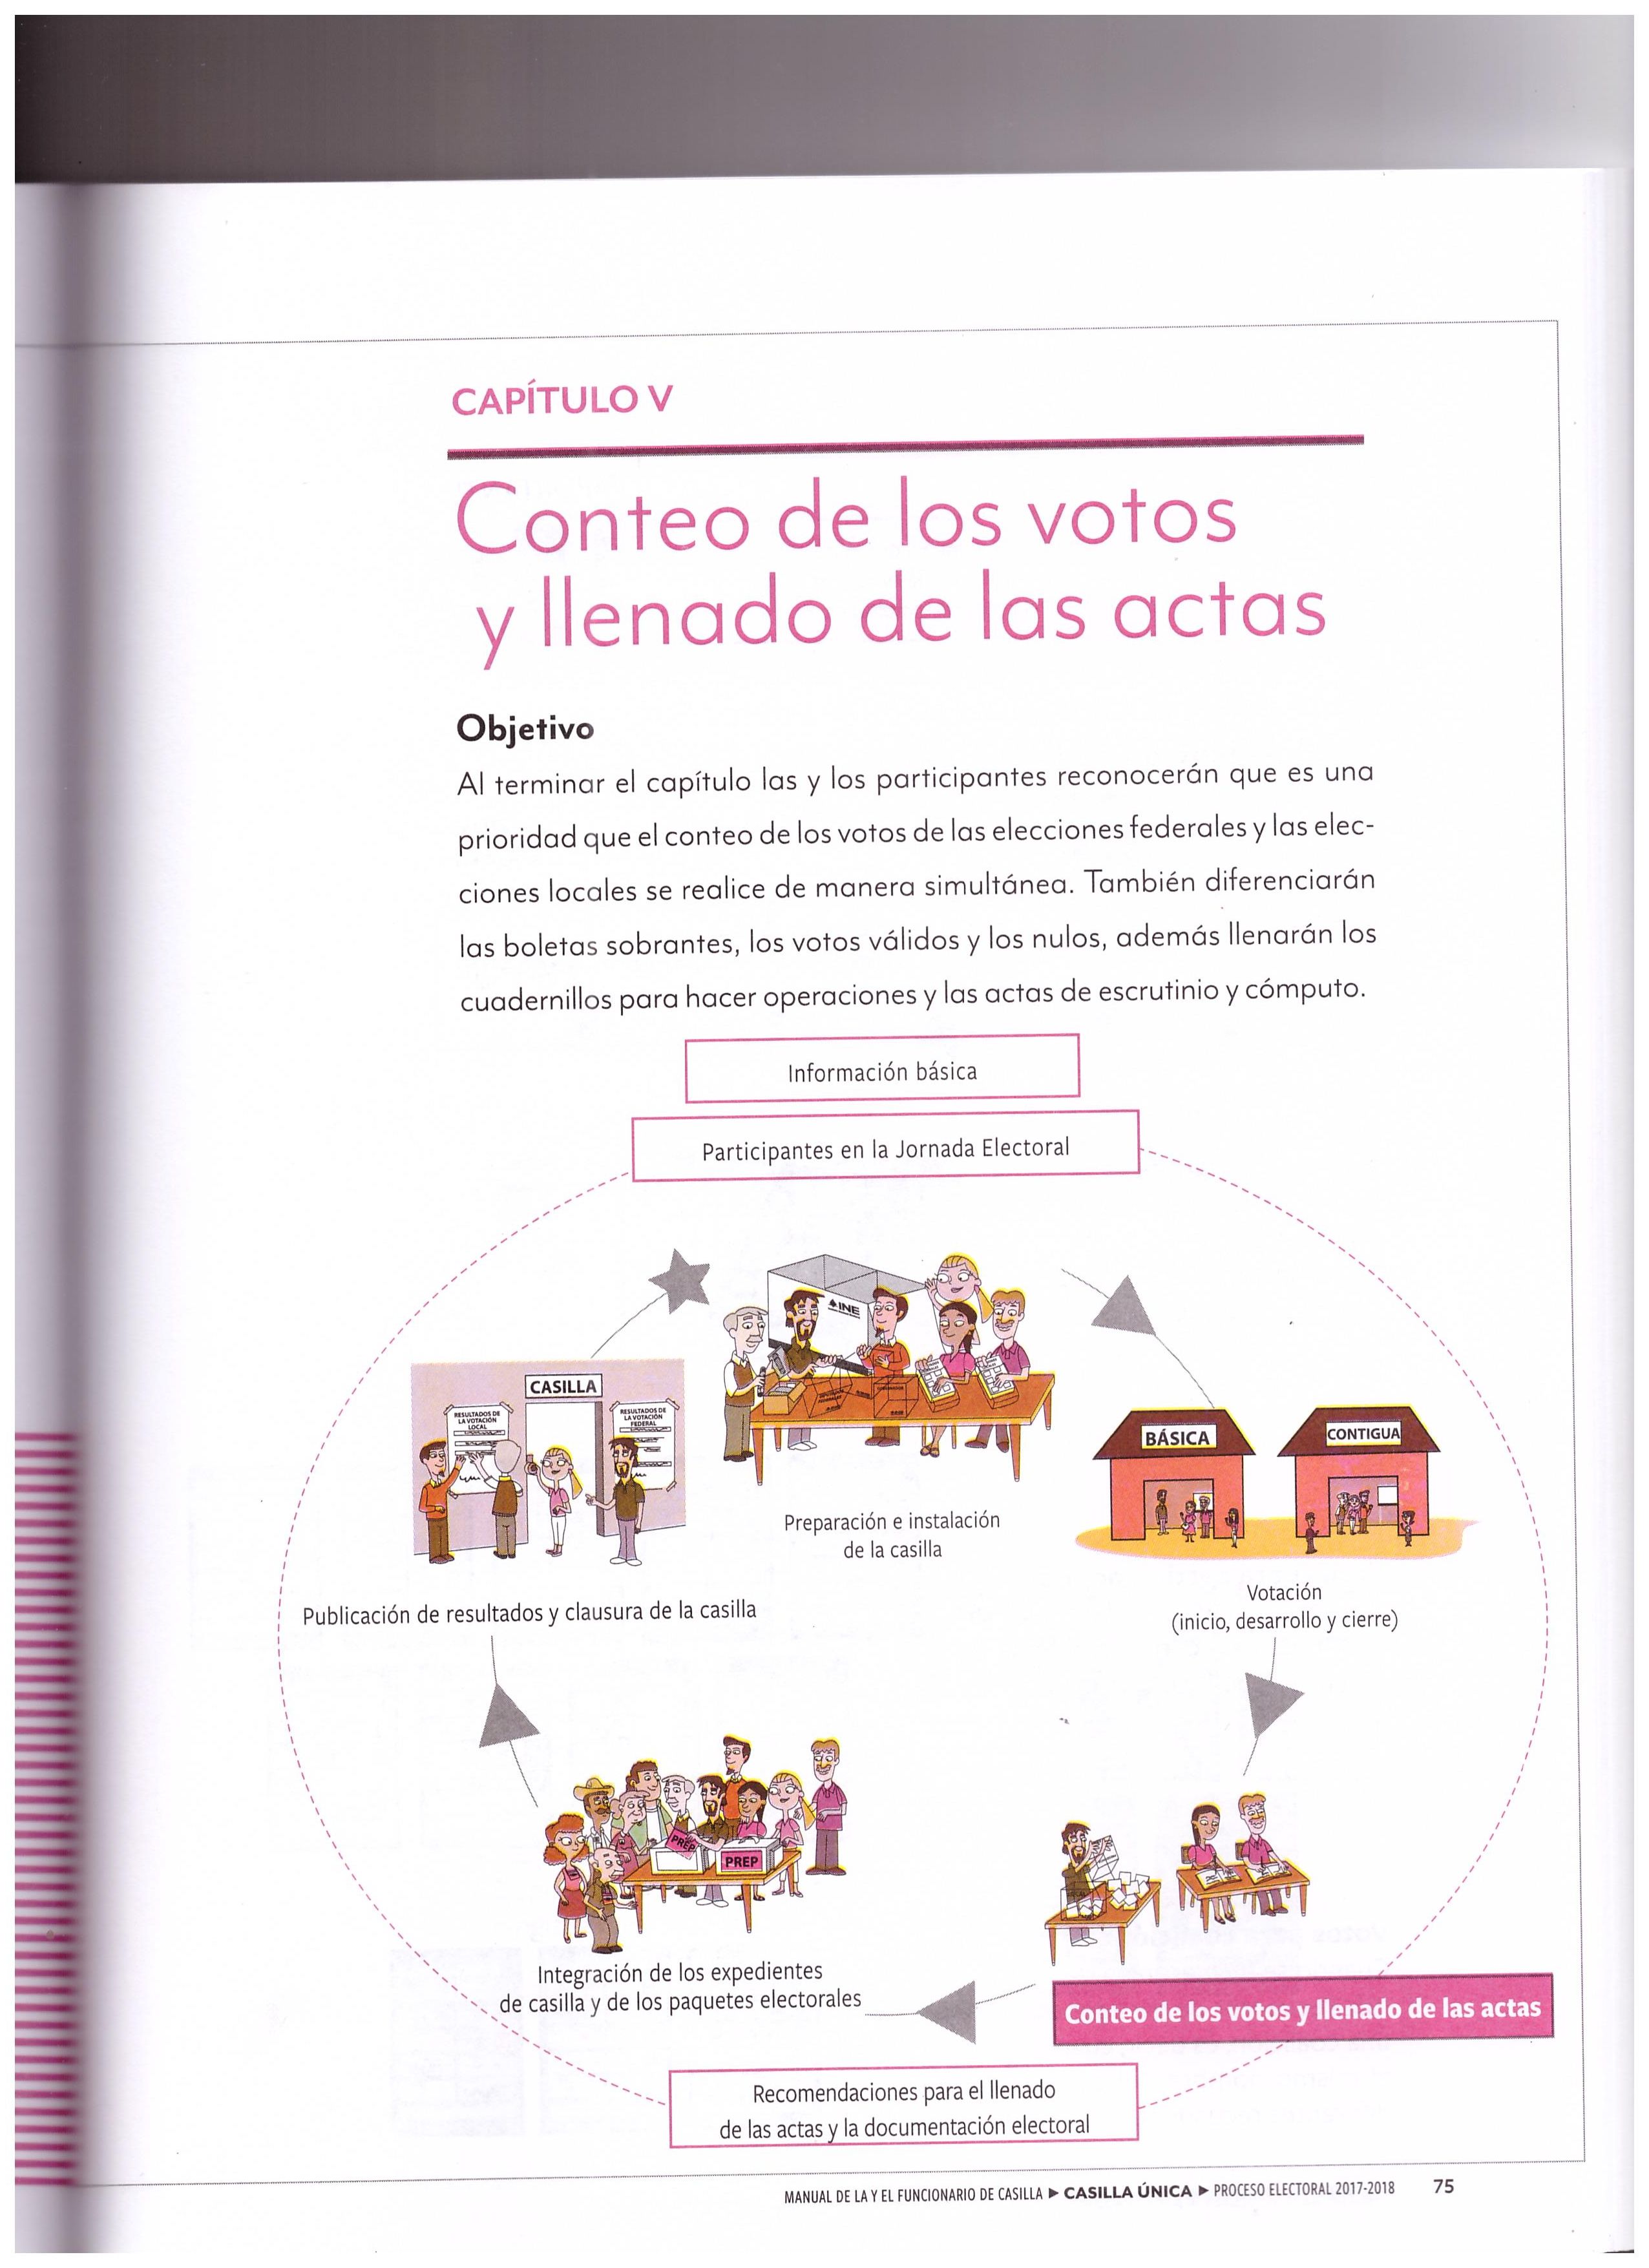 CAPÍTULO V
Conteo de los votos
y llenado de las actas
Objetivo
Al terminar el capítulo las y los participantes reconocerán que es una
prioridad que el conteo de los votos de las elecciones federales y las elec-
ciones locales se realice de manera simultánea. También diferenciarán
las boletas sobrantes, los votos válidos y los nulos, además llenarán los
cuadernillos para hacer operaciones y las actas de escrutinio y cómputo.
Información básica
Participantes en la Jornada Electoral
INE
CASILLA
RESULTADOS DE
LA VOTACIÓN
LOCAL
RESULTADOS DE
LA VOTACIÓN
FEDERAL
Preparación e instalación
de la casilla
BÁSICA
CONTIGUA
Publicación de resultados y clausura de la casilla
Votación
(inicio, desarrollo y cierre)
PREP
PREP
Integración de los expedientes
de casilla y de los paquetes electorales
Conteo de los votos y llenado de las actas
Recomendaciones para el llenado
de las actas y la documentación electoral
MANUAL DE LA Y EL FUNCIONARIO DE CASILLA ▶ CASILLA ÚNICA ▶ PROCESO ELECTORAL 2017-2018 75